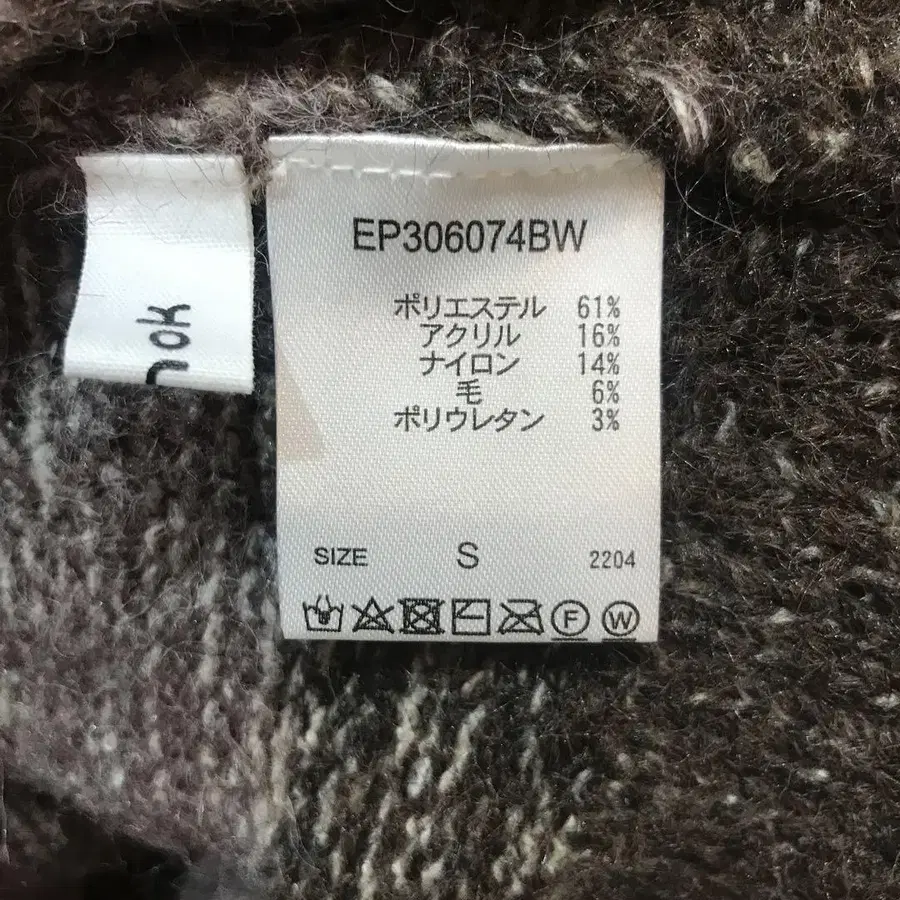 EP306074BW
ポリエステル 61%
アクリル 16%
ナイロン 14%
毛 6%
ポリウレタン 3%
SIZE S 2204
F W
nok